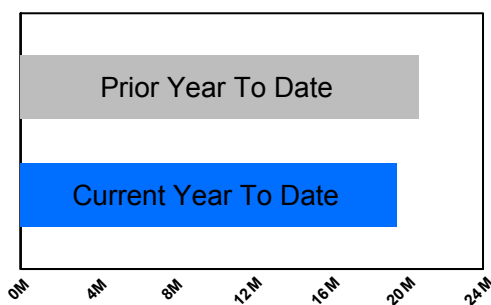 Prior Year To Date
Current Year To Date
0M
4M
8M
12M
16M
20M
24M